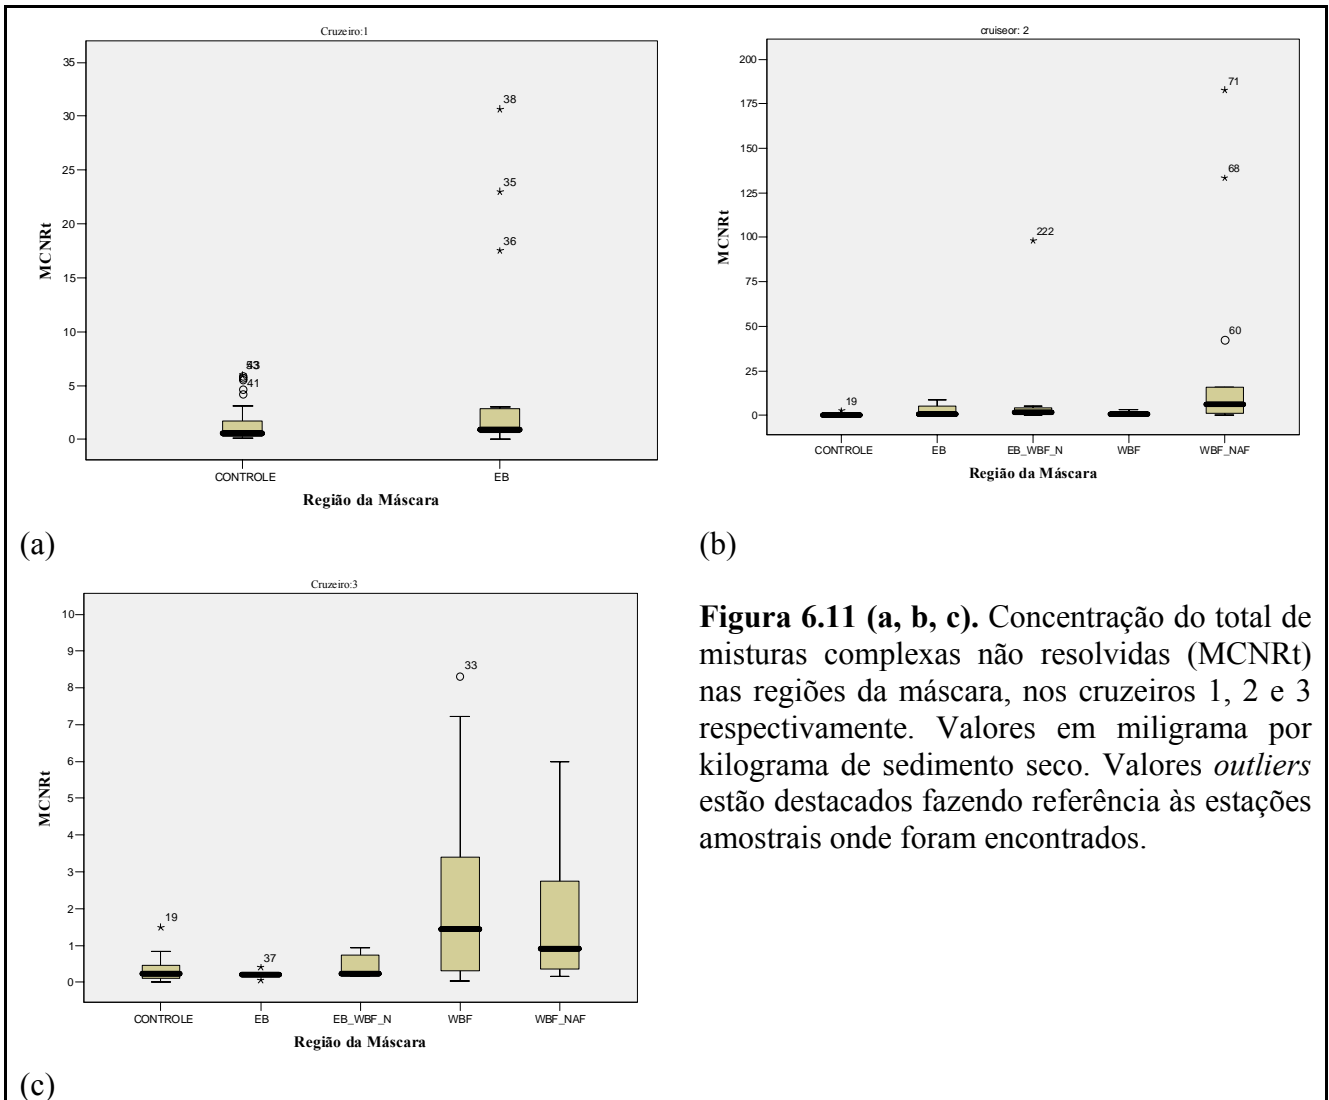 Cruzeiro:1
35
30
25
20
15
10
5
0
MCNRt
38
35
36
53
41
CONTROLE
EB
Região da Máscara
(a)
cruiseor: 2
200
175
150
125
100
75
50
25
0
MCNRt
71
68
222
60
19
CONTROLE
EB
EB_WBF_N
WBF
WBF_NAF
Região da Máscara
(b)
Cruzeiro:3
10
9
8
7
6
5
4
3
2
1
0
MCNRt
33
19
37
CONTROLE
EB
EB_WBF_N
WBF
WBF_NAF
Região da Máscara
(c)
Figura 6.11 (a, b, c). Concentração do total de
misturas complexas não resolvidas (MCNRt)
nas regiões da máscara, nos cruzeiros 1, 2 e 3
respectivamente. Valores em miligrama por
kilograma de sedimento seco. Valores outliers
estão destacados fazendo referência às estações
amostrais onde foram encontrados.